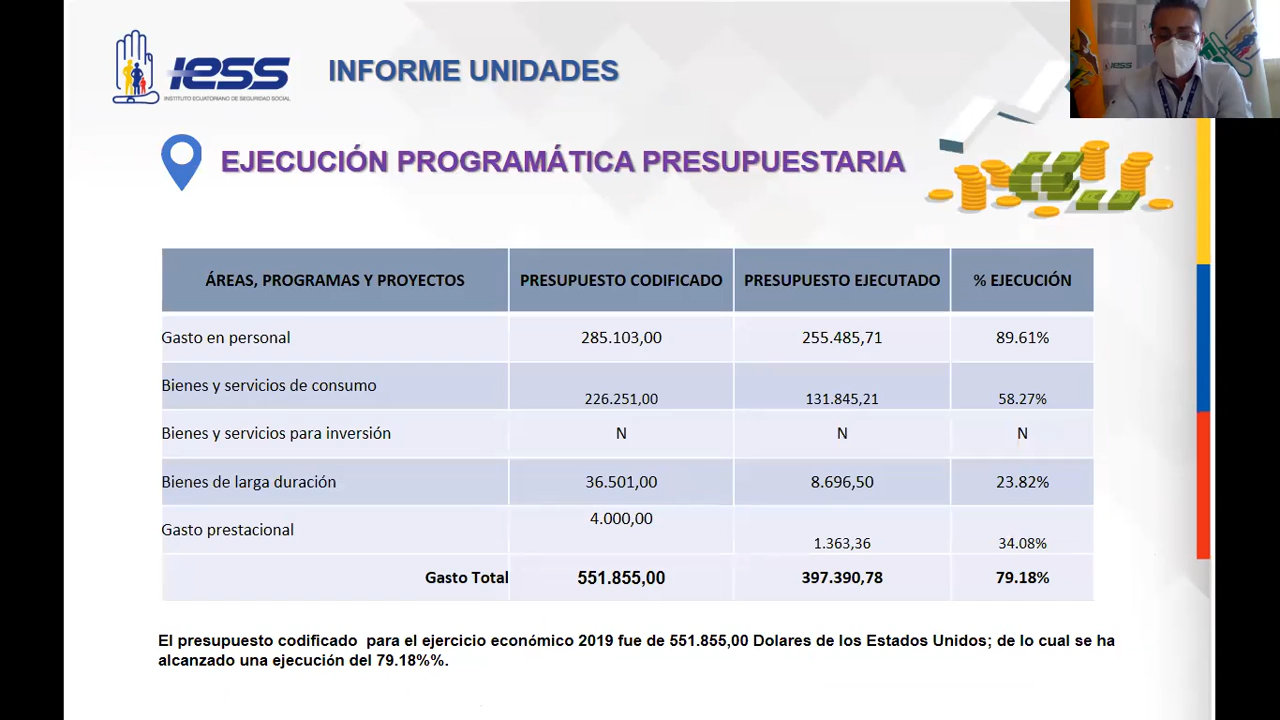 IESS
INSTITUTO ECUATORIANO DE SEGURIDAD SOCIAL
INFORME UNIDADES
EJECUCIÓN PROGRAMÁTICA PRESUPUESTARIA
ÁREAS, PROGRAMAS Y PROYECTOS PRESUPUESTO CODIFICADO PRESUPUESTO EJECUTADO % EJECUCIÓN
Gasto en personal 285.103,00 255.485,71 89.61%
Bienes y servicios de consumo 226.251,00 131.845,21 58.27%
Bienes y servicios para inversión N N N
Bienes de larga duración 36.501,00 8.696,50 23.82%
Gasto prestacional 4.000,00 1.363,36 34.08%
Gasto Total 551.855,00 397.390,78 79.18%
El presupuesto codificado para el ejercicio económico 2019 fue de 551.855,00 Dolares de los Estados Unidos; de lo cual se ha
alcanzado una ejecución del 79.18%%.
IESS